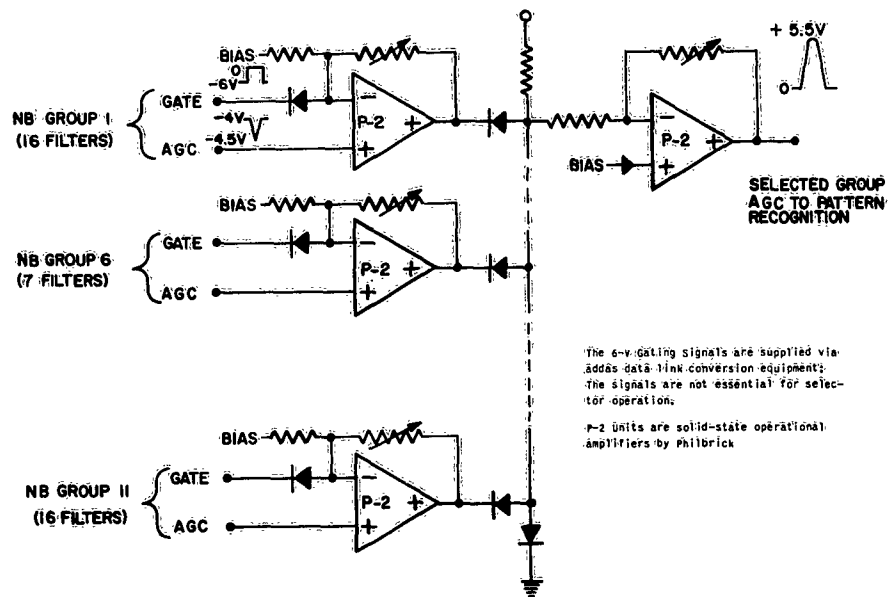 + 5.5V
0
BIAS
0
-6V
GATE
NB GROUP I
(16 FILTERS)
-4V
-4.5V
AGC
−
P-2
+
+
−
P-2
+
+
BIAS
SELECTED GROUP
AGC TO PATTERN
RECOGNITION
BIAS
GATE
NB GROUP 6
(7 FILTERS)
AGC
−
P-2
+
+
The 6-v Gating Signals are supplied via
addas data link conversion equipment;
The signals are not essential for selec-
tor operation.
P-2 units are solid-state operational
amplifiers by Philbrick
BIAS
GATE
NB GROUP II
(16 FILTERS)
AGC
−
P-2
+
+